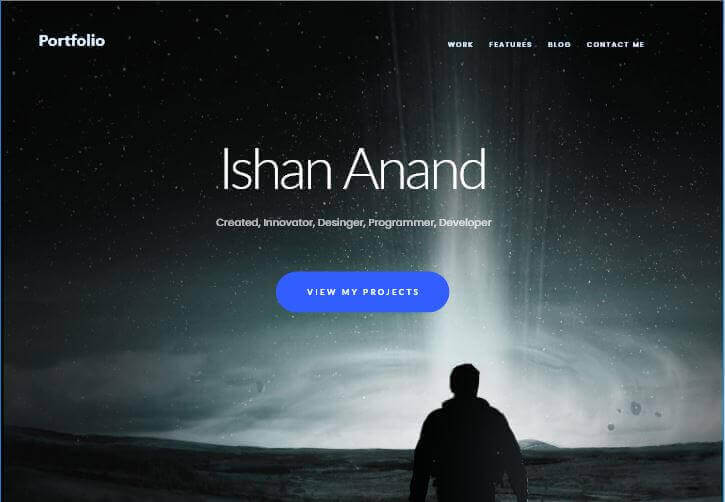 Portfolio
WORK FEATURES BLOG CONTACT ME
Ishan Anand
Created, Innovator, Desinger, Programmer, Developer
VIEW MY PROJECTS